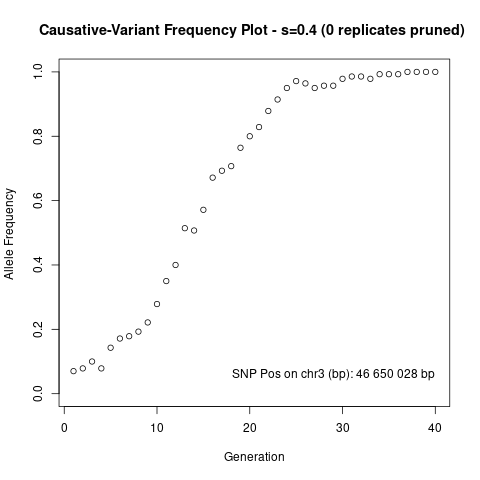 Causative-Variant Frequency Plot - s=0.4 (0 replicates pruned)
1.0
0.8
0.6
0.4
0.2
0.0
Allele Frequency
SNP Pos on chr3 (bp): 46 650 028 bp
0 10 20 30 40
Generation